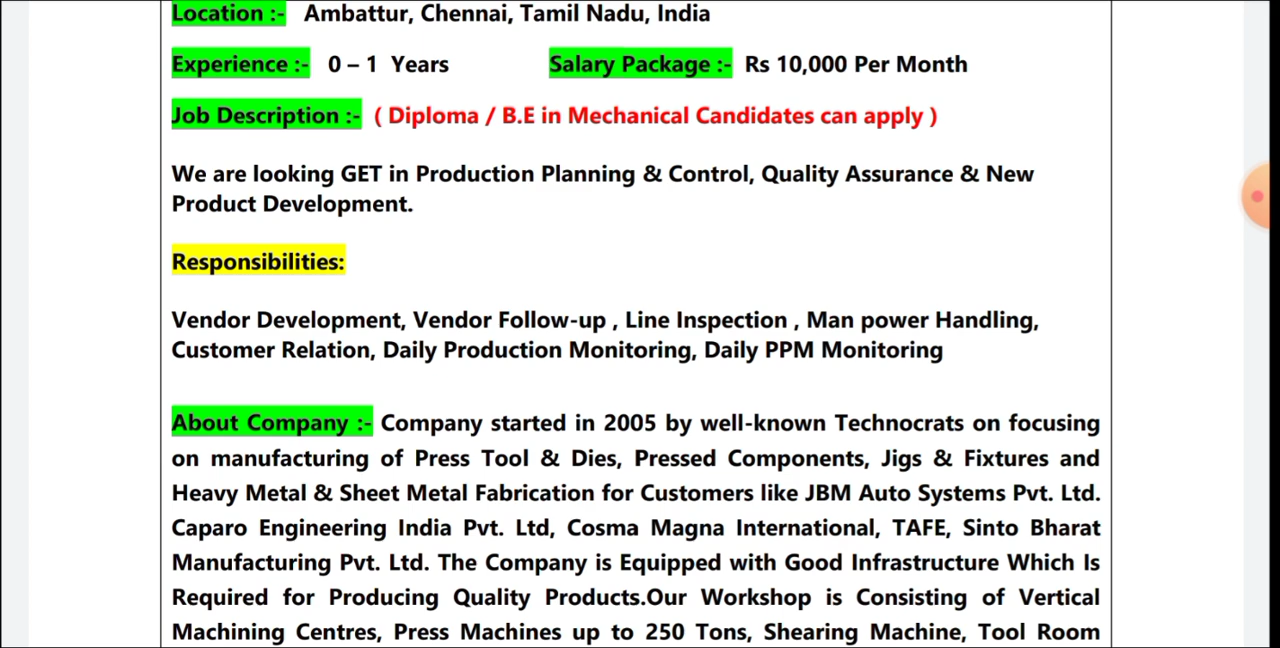 Location :- Ambattur, Chennai, Tamil Nadu, India
Experience :- 0 – 1 Years Salary Package :- Rs 10,000 Per Month
Job Description :- ( Diploma / B.E in Mechanical Candidates can apply )
We are looking GET in Production Planning & Control, Quality Assurance & New
Product Development.
Responsibilities:
Vendor Development, Vendor Follow-up , Line Inspection , Man power Handling,
Customer Relation, Daily Production Monitoring, Daily PPM Monitoring
About Company :- Company started in 2005 by well-known Technocrats on focusing
on manufacturing of Press Tool & Dies, Pressed Components, Jigs & Fixtures and
Heavy Metal & Sheet Metal Fabrication for Customers like JBM Auto Systems Pvt. Ltd.
Caparo Engineering India Pvt. Ltd, Cosma Magna International, TAFE, Sinto Bharat
Manufacturing Pvt. Ltd. The Company is Equipped with Good Infrastructure Which Is
Required for Producing Quality Products.Our Workshop is Consisting of Vertical
Machining Centres, Press Machines up to 250 Tons, Shearing Machine, Tool Room